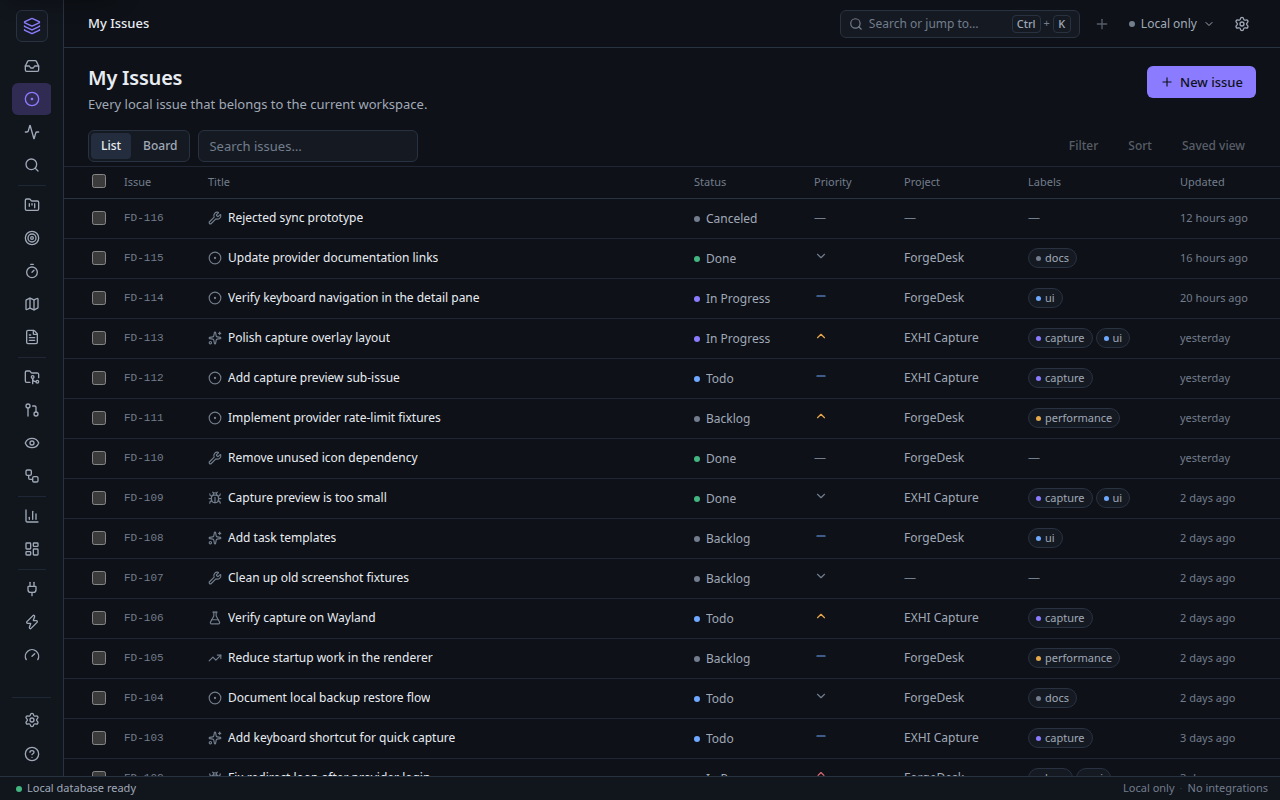 My Issues
Search or jump to... Ctrl + K
Local only
My Issues
Every local issue that belongs to the current workspace.
New issue
List Board Search issues... Filter Sort Saved view
Issue Title Status Priority Project Labels Updated
FD-116 Rejected sync prototype Canceled — — — 12 hours ago
FD-115 Update provider documentation links Done ForgeDesk docs 16 hours ago
FD-114 Verify keyboard navigation in the detail pane In Progress ForgeDesk ui 20 hours ago
FD-113 Polish capture overlay layout In Progress EXHI Capture capture ui yesterday
FD-112 Add capture preview sub-issue Todo EXHI Capture capture yesterday
FD-111 Implement provider rate-limit fixtures Backlog ForgeDesk performance yesterday
FD-110 Remove unused icon dependency Done — ForgeDesk — yesterday
FD-109 Capture preview is too small Done EXHI Capture capture ui 2 days ago
FD-108 Add task templates Backlog ForgeDesk ui 2 days ago
FD-107 Clean up old screenshot fixtures Backlog — — 2 days ago
FD-106 Verify capture on Wayland Todo EXHI Capture capture 2 days ago
FD-105 Reduce startup work in the renderer Backlog ForgeDesk performance 2 days ago
FD-104 Document local backup restore flow Todo ForgeDesk docs 2 days ago
FD-103 Add keyboard shortcut for quick capture Todo EXHI Capture capture 3 days ago
Local database ready Local only · No integrations